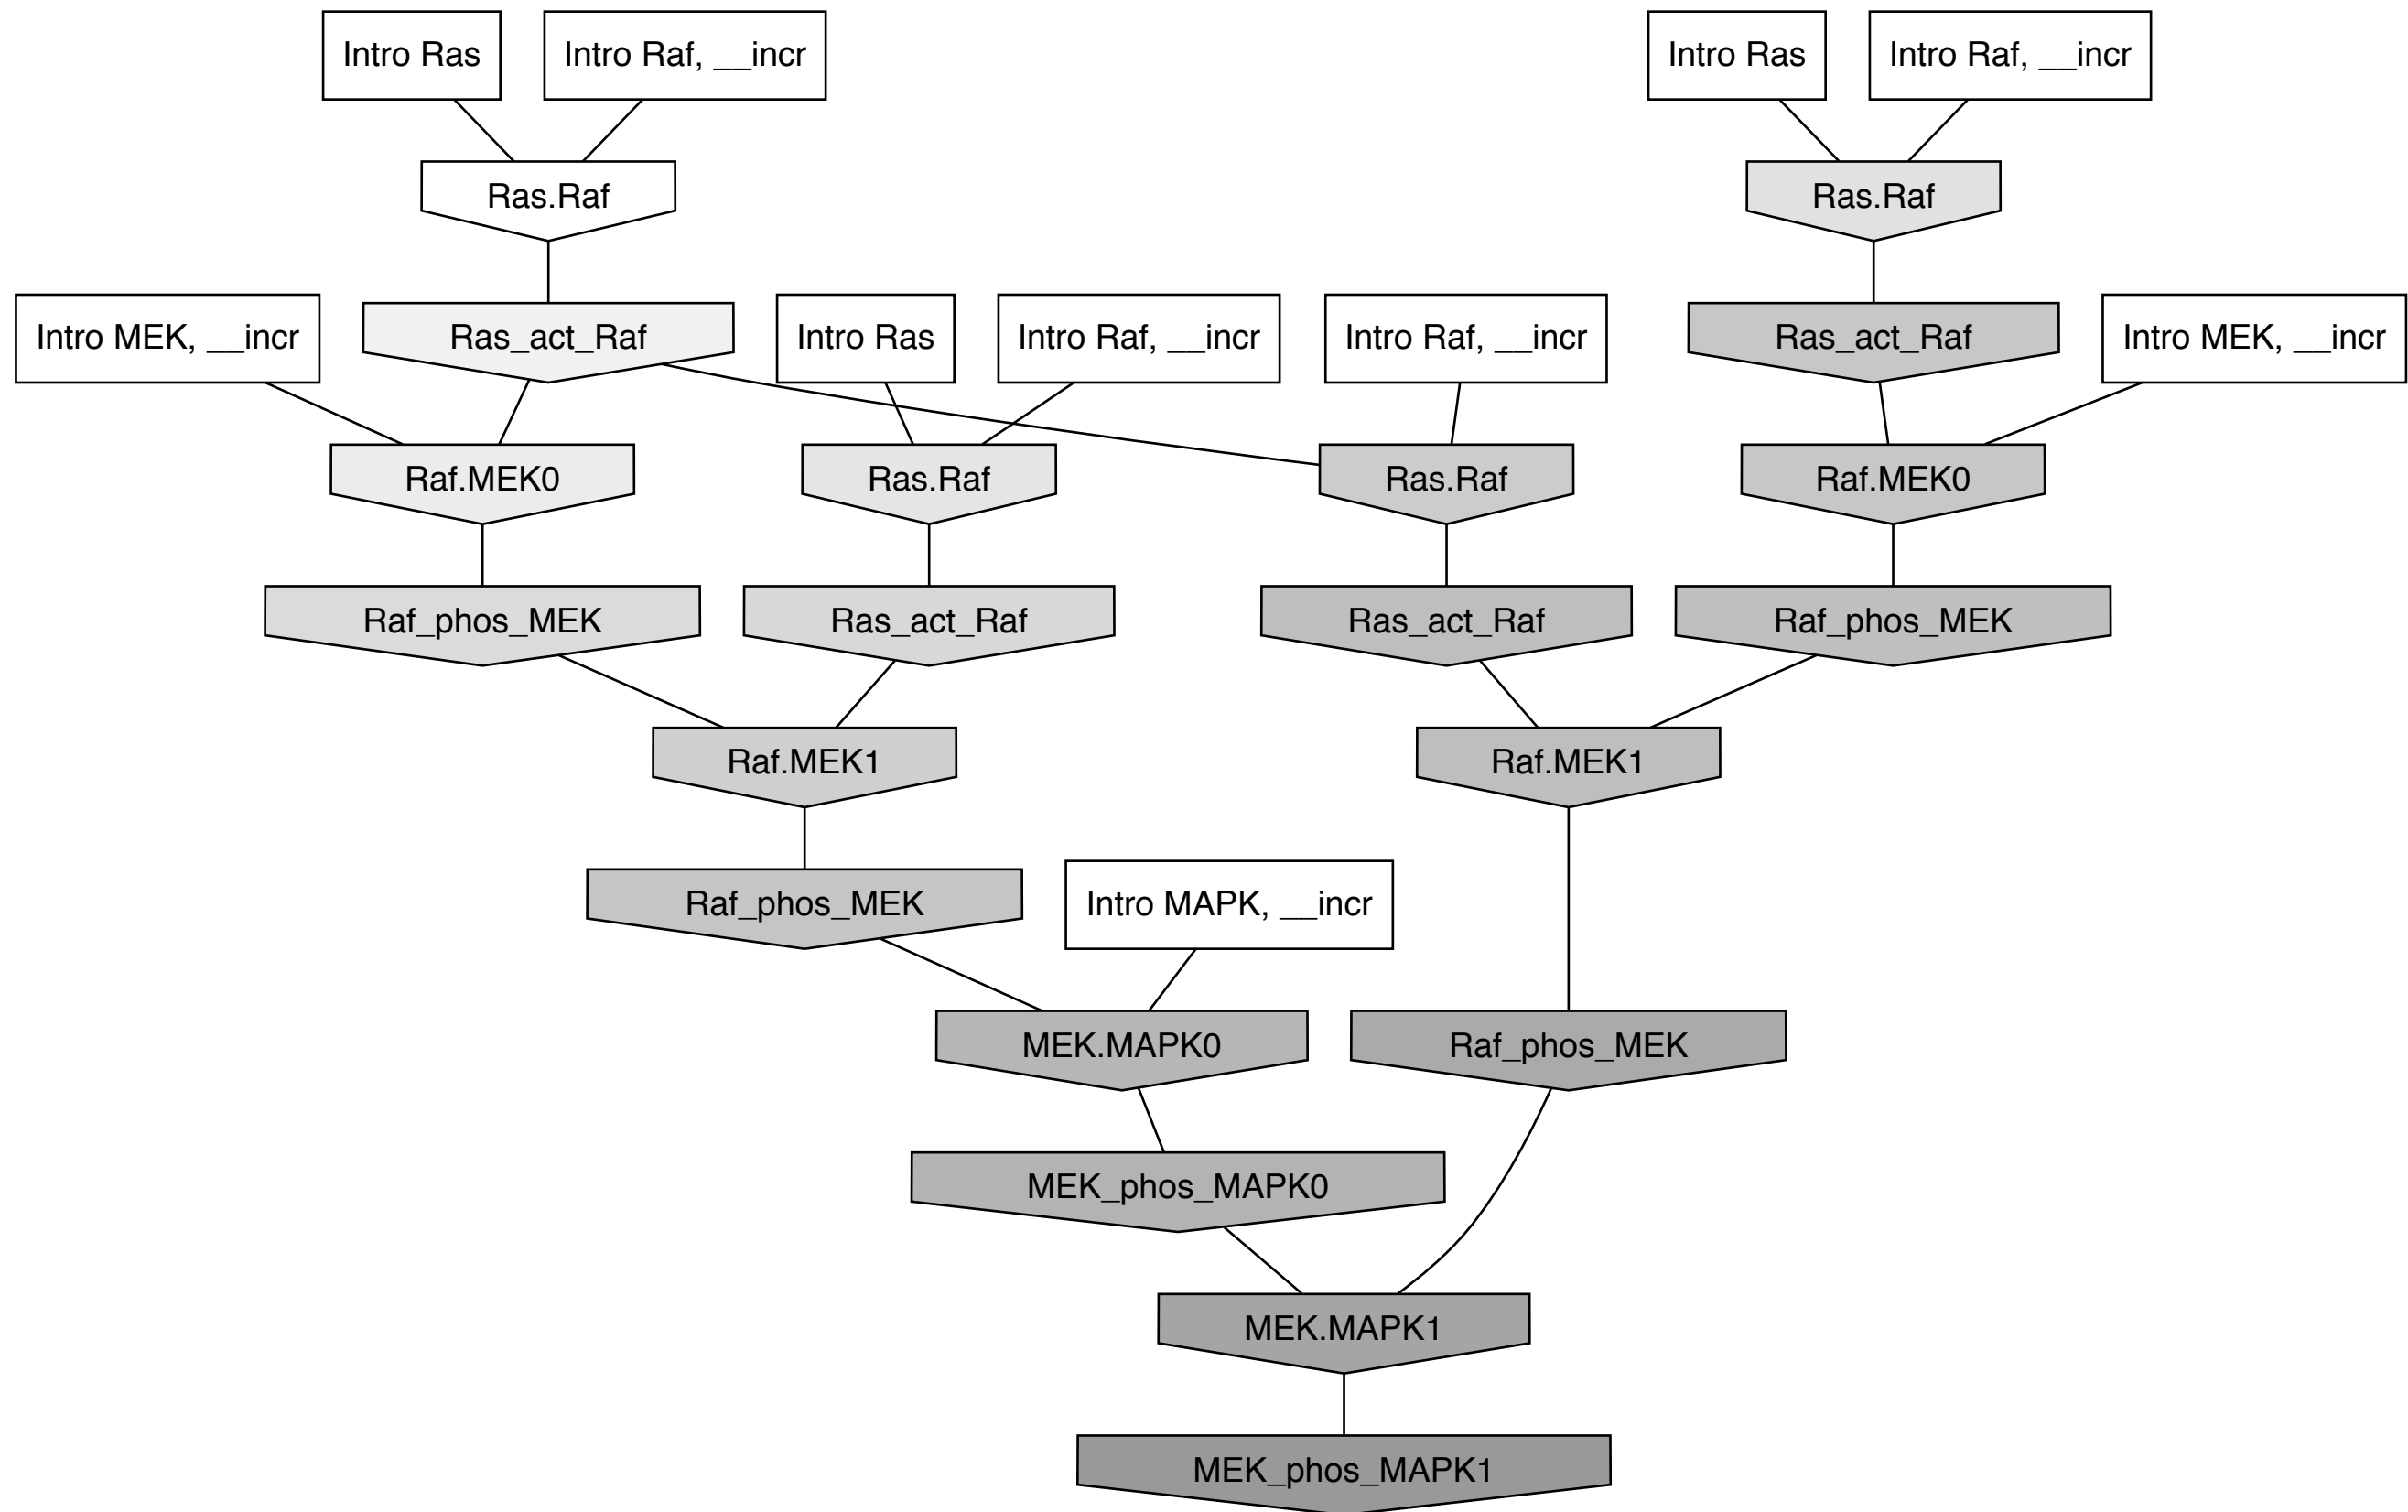 Intro Ras
Intro Raf, __incr
Intro Ras
Intro Raf, __incr
Ras.Raf
Ras.Raf
Intro MEK, __incr
Ras_act_Raf
Intro Ras
Intro Raf, __incr
Intro Raf, __incr
Ras_act_Raf
Intro MEK, __incr
Raf.MEK0
Ras.Raf
Ras.Raf
Raf.MEK0
Raf_phos_MEK
Ras_act_Raf
Ras_act_Raf
Raf_phos_MEK
Raf.MEK1
Raf.MEK1
Raf_phos_MEK
Intro MAPK, __incr
MEK.MAPK0
Raf_phos_MEK
MEK_phos_MAPK0
MEK.MAPK1
MEK_phos_MAPK1